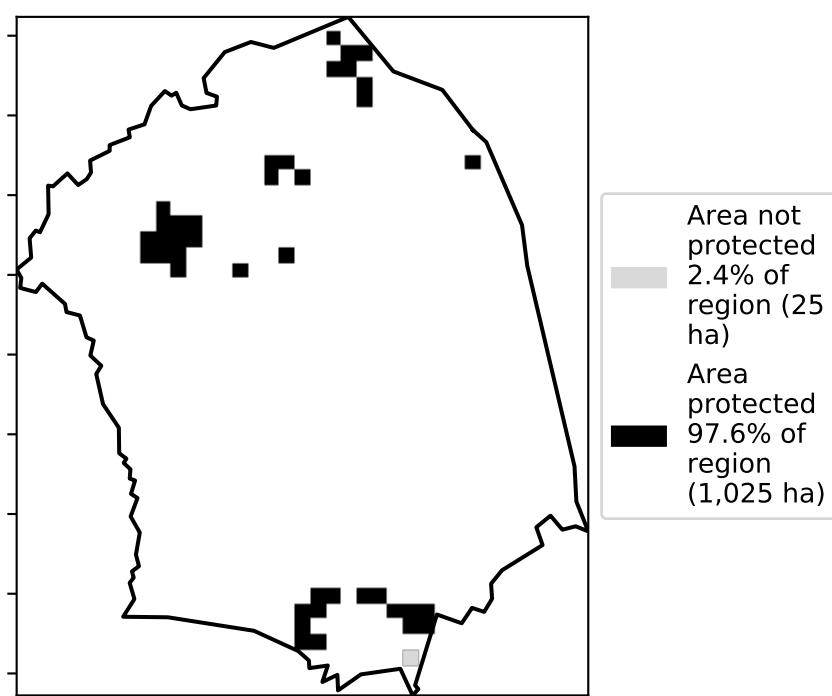 Area not
protected
2.4% of
region (25
ha)
Area
protected
97.6% of
region
(1,025 ha)